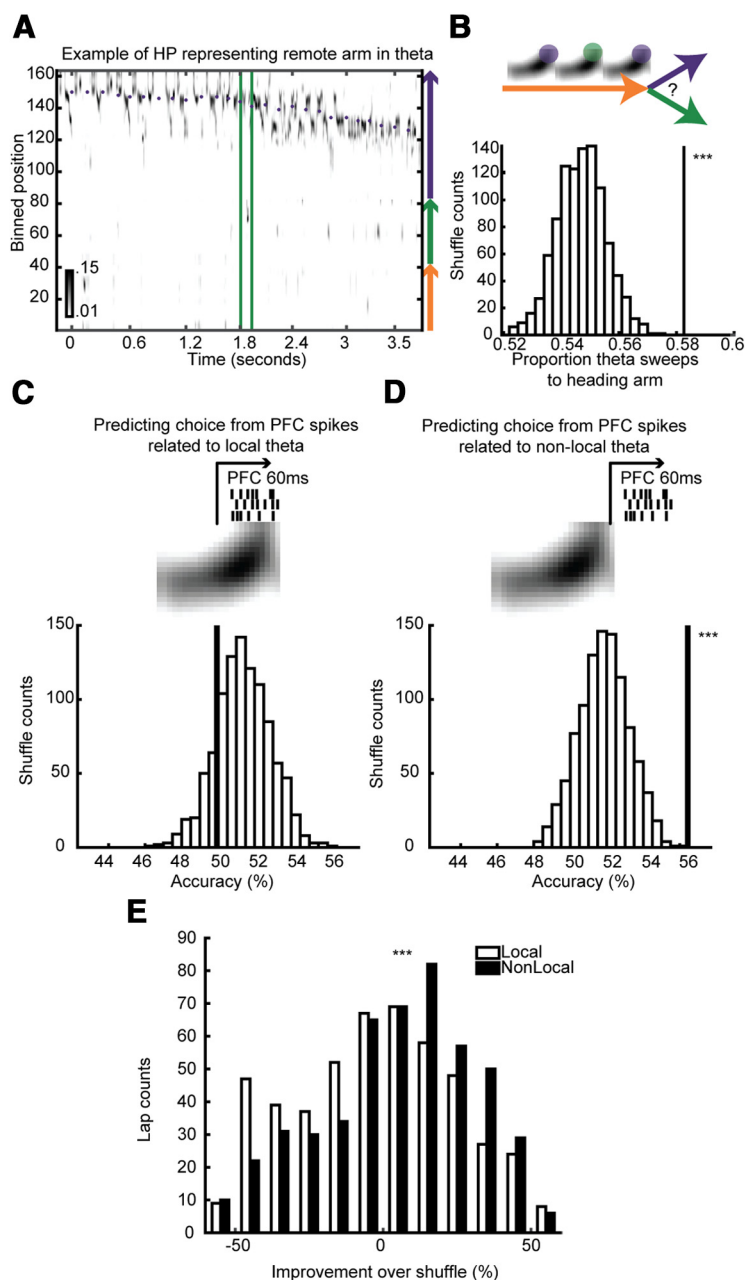 A
Example of HP representing remote arm in theta
160
140
120
100
80
60
40
20
Binned position
.15
.01
0 0.6 1.2 1.8 2.4 3 3.5
Time (seconds)
B
?
140
120
100
80
60
40
20
0
Shuffle counts
***
0.52 0.54 0.56 0.58 0.6
Proportion theta sweeps
to heading arm
C
Predicting choice from PFC spikes
related to local theta
PFC 60ms
150
100
50
0
Shuffle counts
44 46 48 50 52 54 56
Accuracy (%)
D
Predicting choice from PFC spikes
related to non-local theta
PFC 60ms
150
100
50
0
Shuffle counts
***
44 46 48 50 52 54 56
Accuracy (%)
E
90
80
70
60
50
40
30
20
10
0
Lap counts
***
Local
NonLocal
-50 0 50
Improvement over shuffle (%)